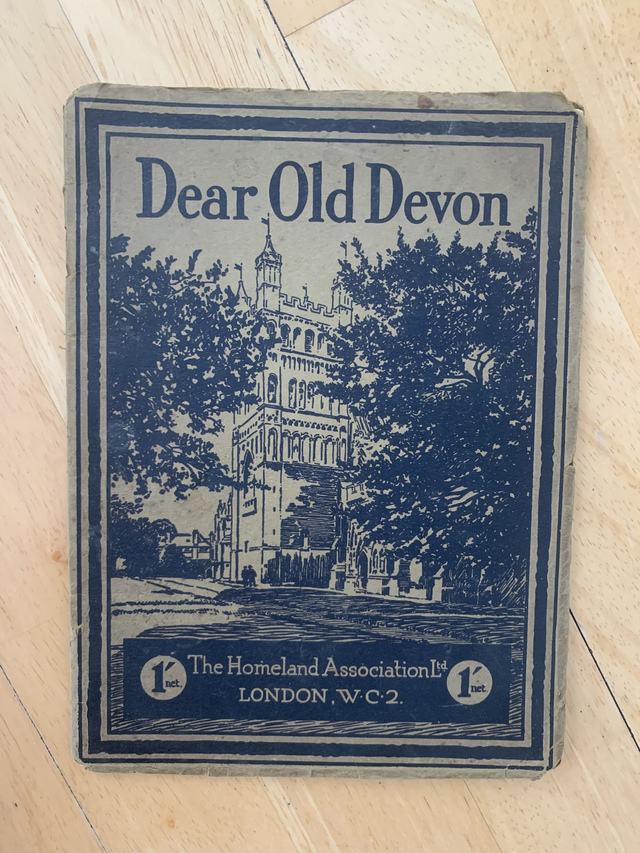 Dear Old Devon
1/- net.
The Homeland Association Ltd
LONDON, W·C·2.
1/- net.